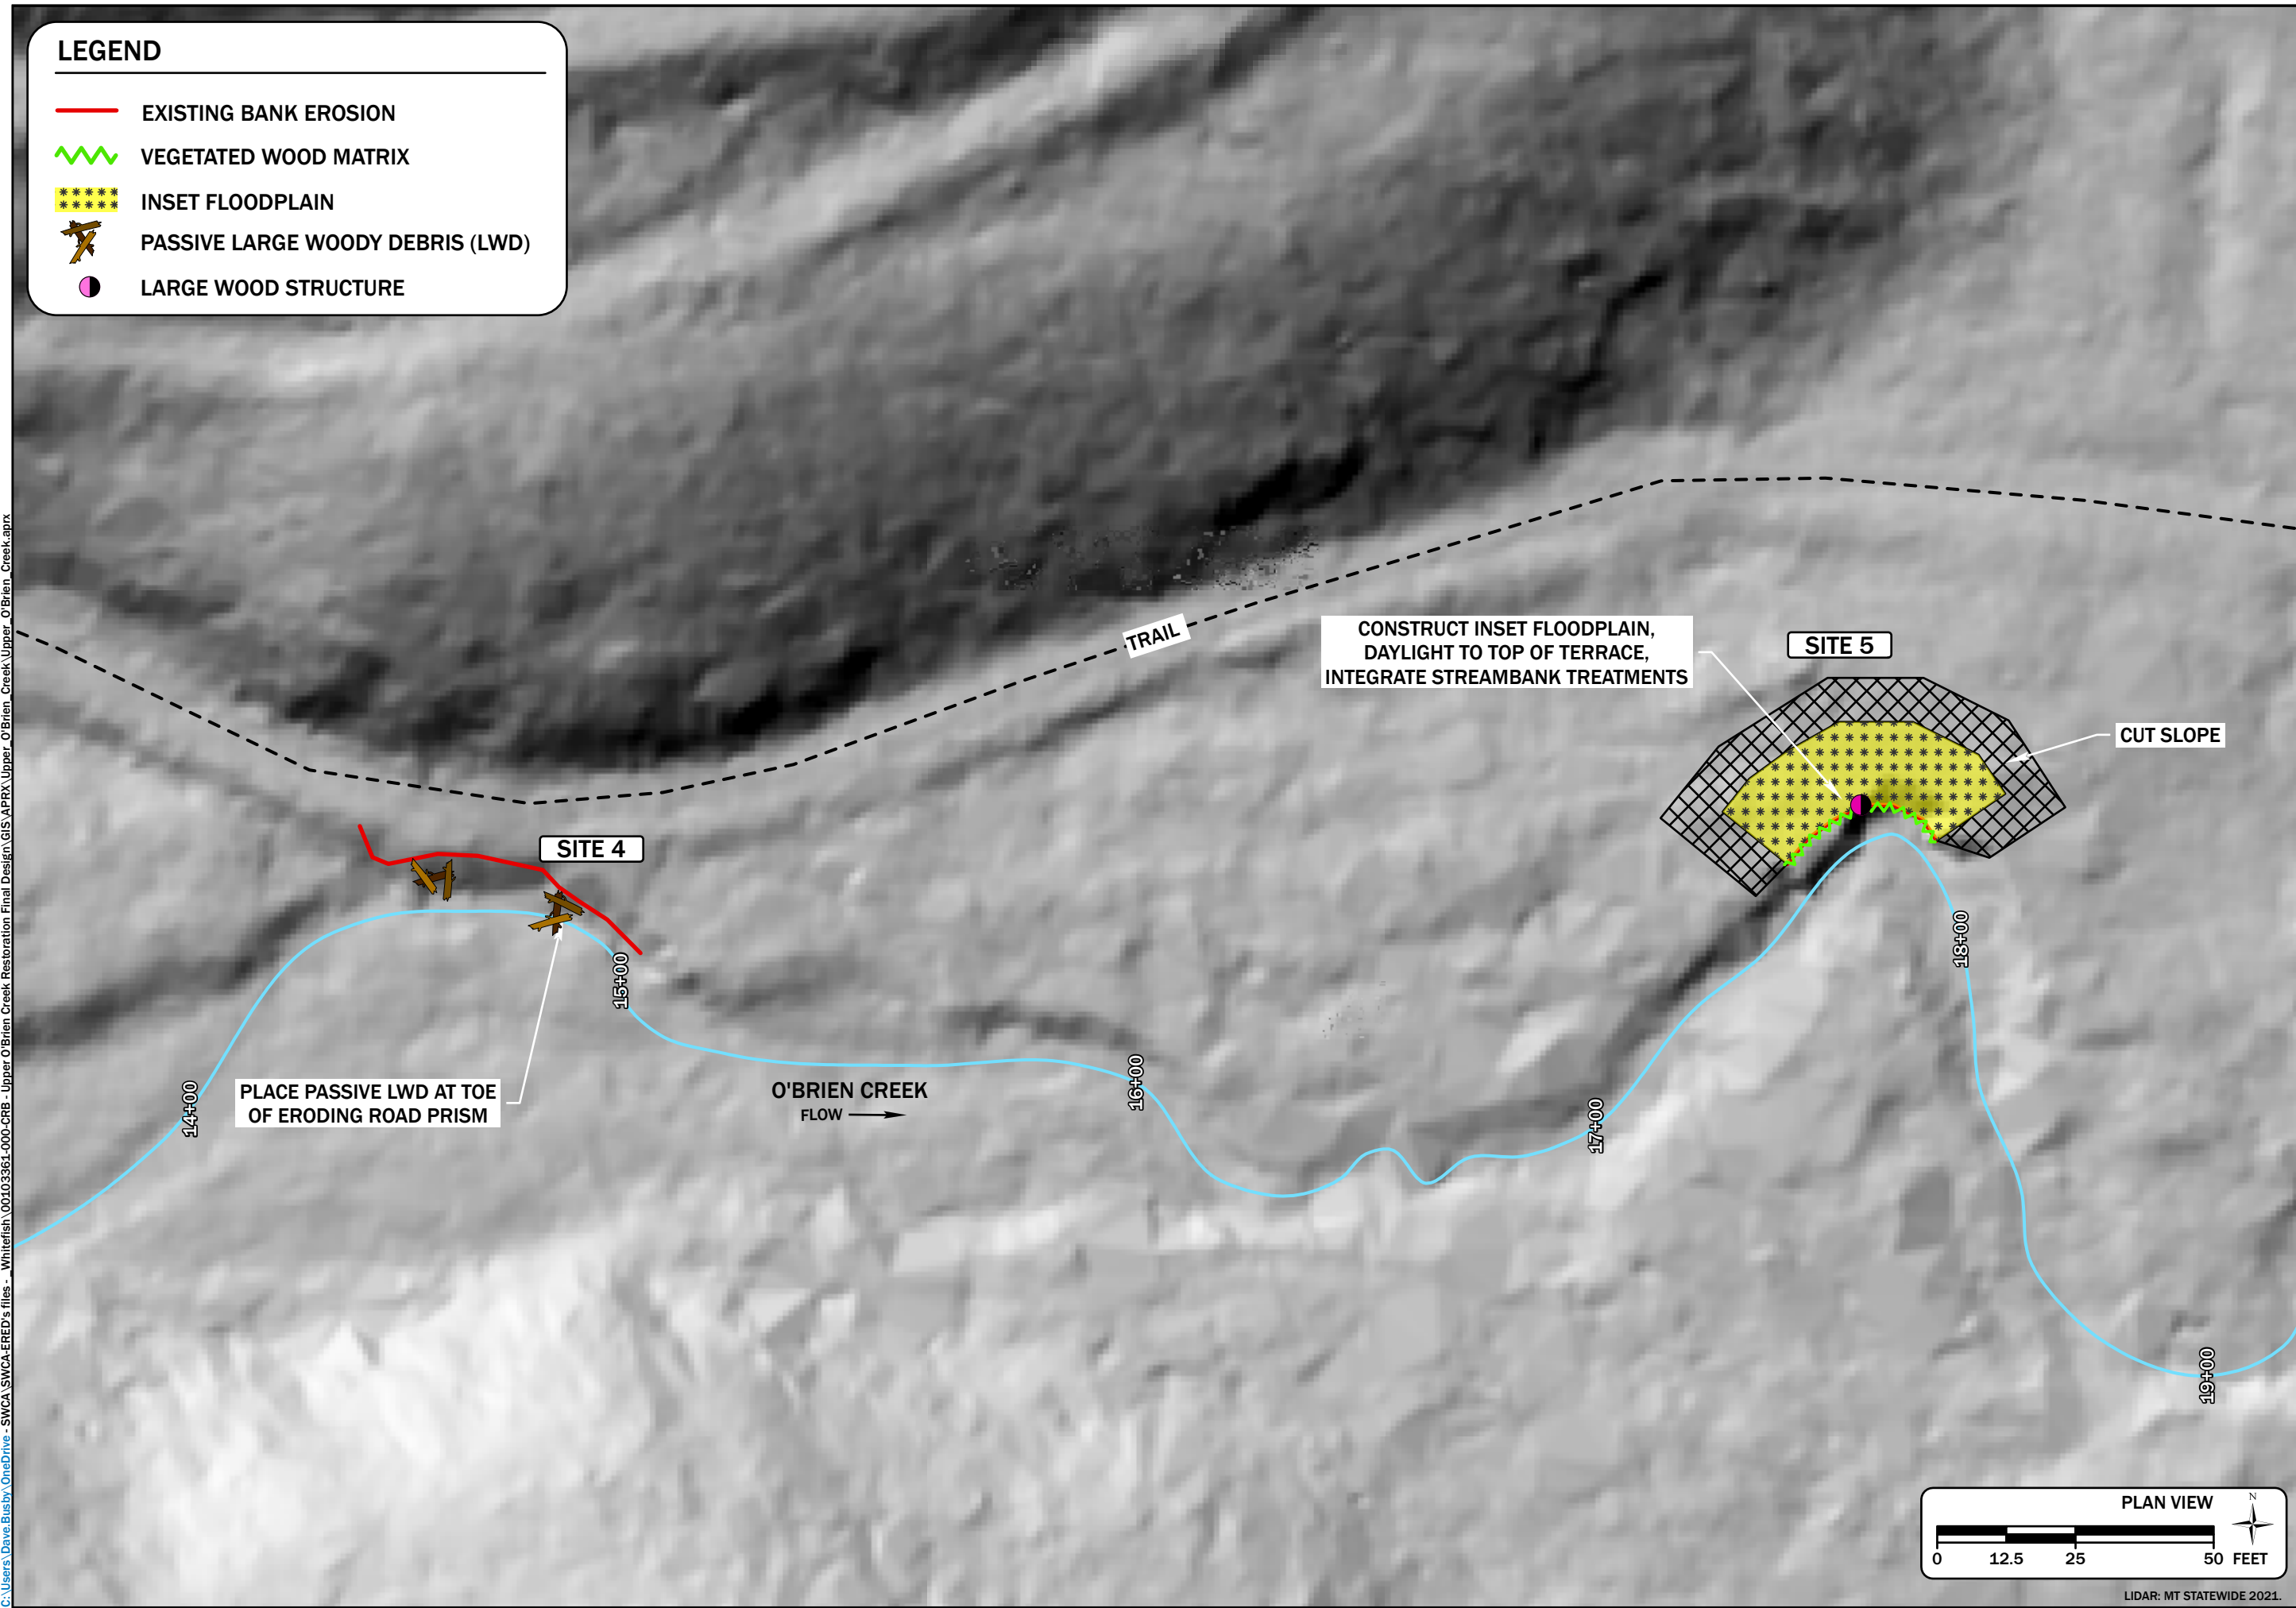 LEGEND
EXISTING BANK EROSION
VEGETATED WOOD MATRIX
INSET FLOODPLAIN
PASSIVE LARGE WOODY DEBRIS (LWD)
LARGE WOOD STRUCTURE
C:\Users\Dave.Busby\OneDrive - SWCA\SWCA-ERED's files - _Whitefish\00103361-000-CRB - Upper O'Brien Creek Restoration Final Design\GIS\APRX\Upper_O'Brien_Creek\Upper_O'Brien_Creek.aprx
TRAIL
CONSTRUCT INSET FLOODPLAIN,
DAYLIGHT TO TOP OF TERRACE,
INTEGRATE STREAMBANK TREATMENTS
SITE 5
CUT SLOPE
SITE 4
PLACE PASSIVE LWD AT TOE
OF ERODING ROAD PRISM
O'BRIEN CREEK
FLOW
14+00
15+00
16+00
17+00
18+00
19+00
PLAN VIEW
N
0 12.5 25 50 FEET
LIDAR: MT STATEWIDE 2021.